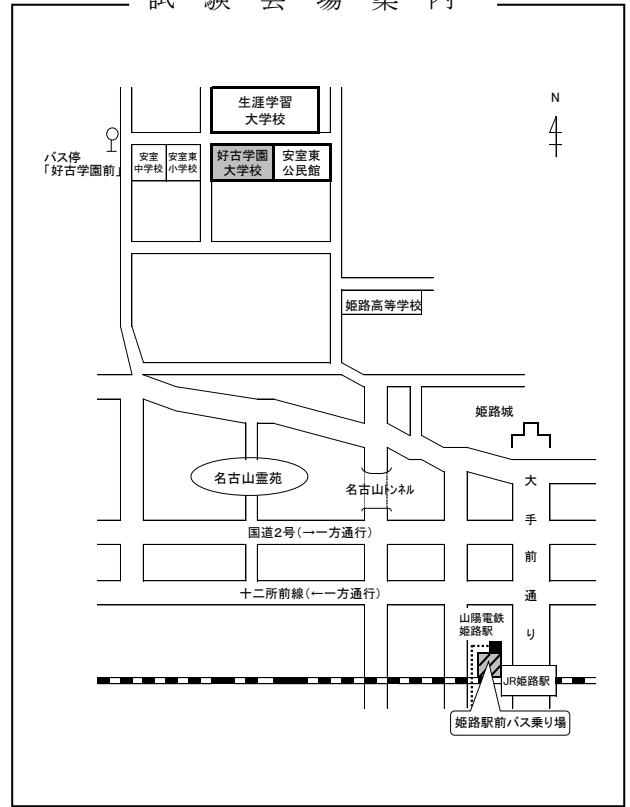 試験会場案内
生涯学習
大学校
N
バス停
「好古学園前」
安室
中学校
安室東
小学校
好古学園
大学校
安室東
公民館
姫路高等学校
姫路城
名古山霊苑
名古山トンネル
大手前通り
国道2号(→一方通行)
十二所前線(←一方通行)
山陽電鉄
姫路駅
JR姫路駅
姫路駅前バス乗り場